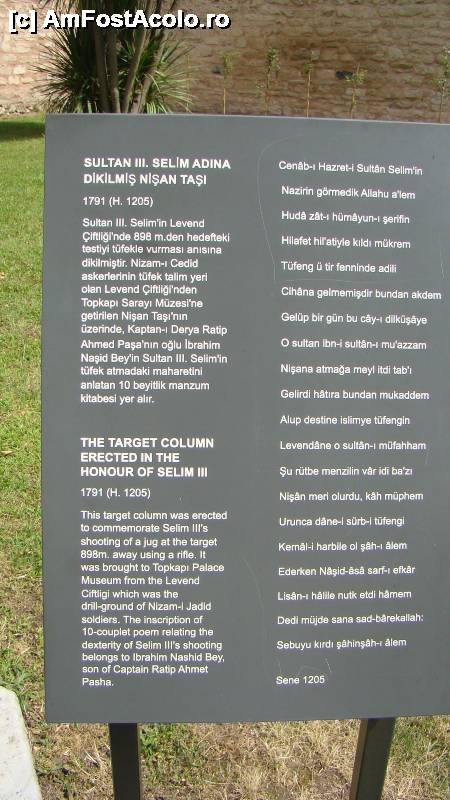 [c] AmFostAcolo.ro
SULTAN III. SELİM ADINA
DİKİLMİŞ NİŞAN TAŞI
1791 (H. 1205)
Sultan III. Selim'in Levend
Çiftliği'nde 898 m.den hedefteki
testiyi tüfekle vurması anısına
dikilmiştir. Nizam-ı Cedid
askerlerinin tüfek talim yeri
olan Levend Çiftliği'nden
Topkapı Sarayı Müzesi'ne
getirilen Nişan Taşı'nın
üzerinde, Kaptan-ı Derya Ratip
Ahmed Paşa'nın oğlu İbrahim
Naşid Bey'in Sultan III. Selim'in
tüfek atmadaki maharetini
anlatan 10 beyitlik manzum
kitabesi yer alır.
THE TARGET COLUMN
ERECTED IN THE
HONOUR OF SELIM III
1791 (H. 1205)
This target column was erected
to commemorate Selim III's
shooting of a jug at the target
898m. away using a rifle. It
was brought to Topkapı Palace
Museum from the Levend
Ciftligi which was the
drill-ground of Nizam-i Jadid
soldiers. The inscription of
10-couplet poem relating the
dexterity of Selim III's shooting
belongs to Ibrahim Nashid Bey,
son of Captain Ratip Ahmet
Pasha.
Cenâb-ı Hazret-i Sultân Selim'in
Nazirin görmedik Allahu a'lem
Hudâ zât-ı hümâyun-ı şerifin
Hilafet hil'atiyle kıldı mükrem
Tüfeng ü tir fenninde adili
Cihâna gelmemişdir bundan akdem
Gelüp bir gün bu cây-ı dilküşâye
O sultan ibn-i sultân-ı mu'azzam
Nişana atmağa meyl itdi tab'ı
Gelirdi hâtıra bundan mukaddem
Alup destine islimye tüfengin
Levendâne o sultân-ı müfahham
Şu rütbe menzilin vâr idi ba'zı
Nişân meri olurdu, kâh müphem
Urunca dâne-i sürb-i tüfengi
Kemâl-i harbile ol şâh-ı âlem
Ederken Nâşid-âsâ sarf-ı efkâr
Lisân-ı hâlile nutk etdi hâmem
Dedi müjde sana sad-bârekallah:
Sebuyu kırdı şâhinşâh-ı âlem
Sene 1205